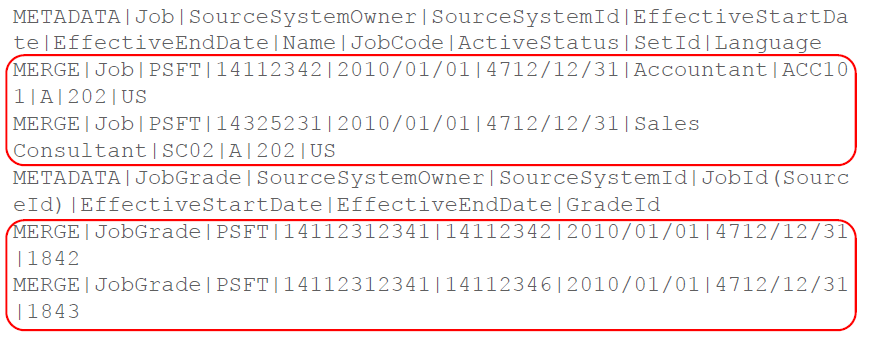 METADATA|Job|SourceSystemOwner|SourceSystemId|EffectiveStartDa
te|EffectiveEndDate|Name|JobCode|ActiveStatus|SetId|Language
MERGE|Job|PSFT|14112342|2010/01/01|4712/12/31|Accountant|ACC10
1|A|202|US
MERGE|Job|PSFT|14325231|2010/01/01|4712/12/31|Sales
Consultant|SC02|A|202|US
METADATA|JobGrade|SourceSystemOwner|SourceSystemId|JobId(Sourc
eId)|EffectiveStartDate|EffectiveEndDate|GradeId
MERGE|JobGrade|PSFT|14112312341|14112342|2010/01/01|4712/12/31
|1842
MERGE|JobGrade|PSFT|14112312341|14112346|2010/01/01|4712/12/31
|1843